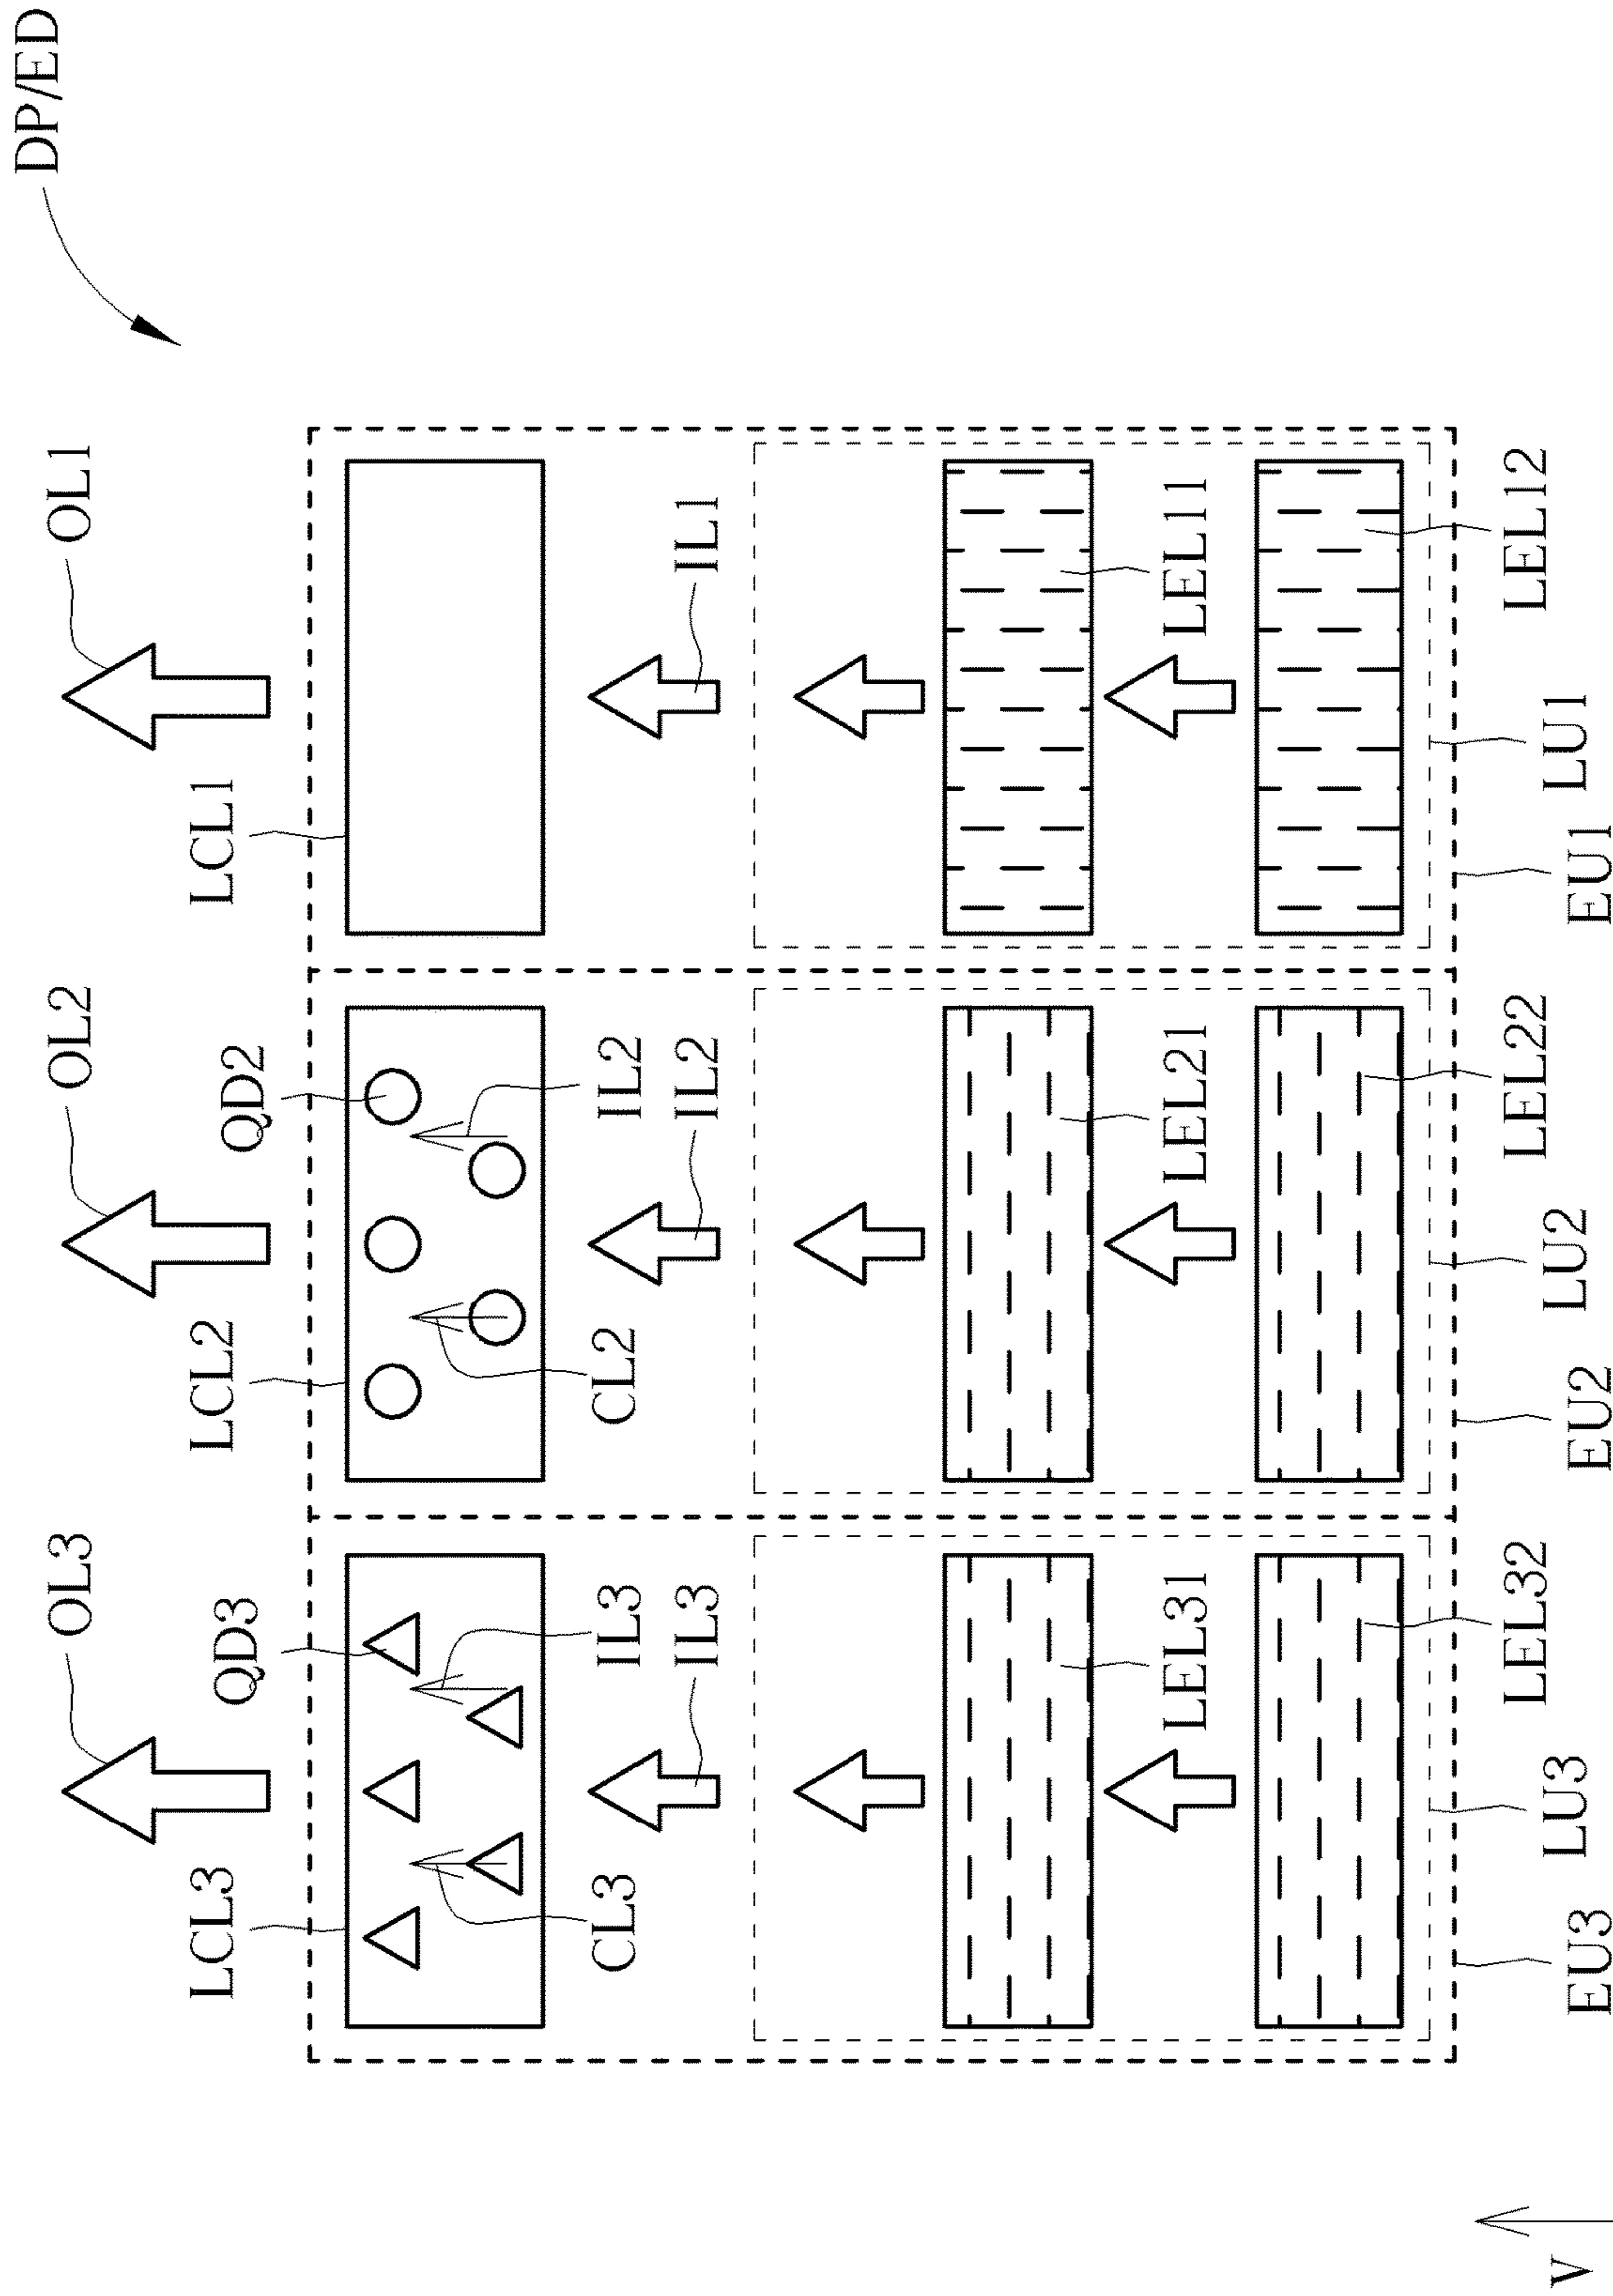 DP/ED
OL3
OL2
OL1
LCL3
QD3
LCL2
QD2
LCL1
CL3
IL3
CL2
IL2
IL3
IL2
IL1
LEL31
LEL21
LEL11
LEL32
LEL22
LEL12
V
LU3
LU2
LU1
EU3
EU2
EU1